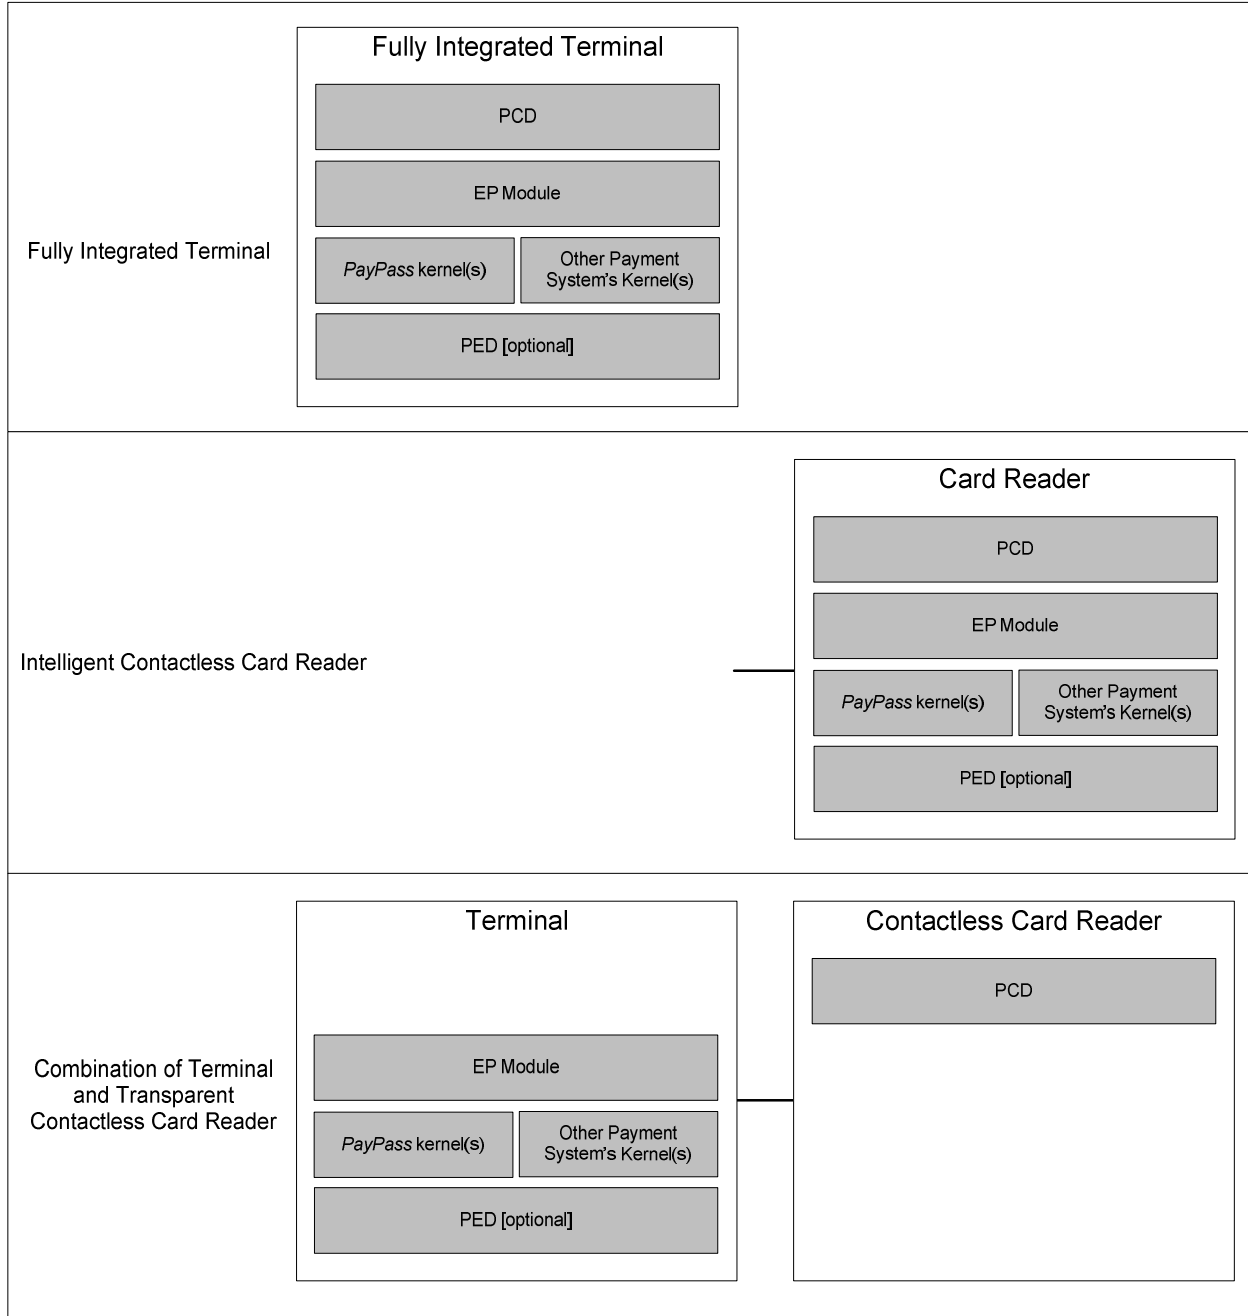 Fully Integrated Terminal
PCD
EP Module
Fully Integrated Terminal
PayPass kernel(s)
Other Payment
System's Kernel(s)
PED [optional]
Card Reader
PCD
EP Module
Intelligent Contactless Card Reader
PayPass kernel(s)
Other Payment
System's Kernel(s)
PED [optional]
Terminal
Contactless Card Reader
PCD
Combination of Terminal
and Transparent
Contactless Card Reader
EP Module
PayPass kernel(s)
Other Payment
System's Kernel(s)
PED [optional]